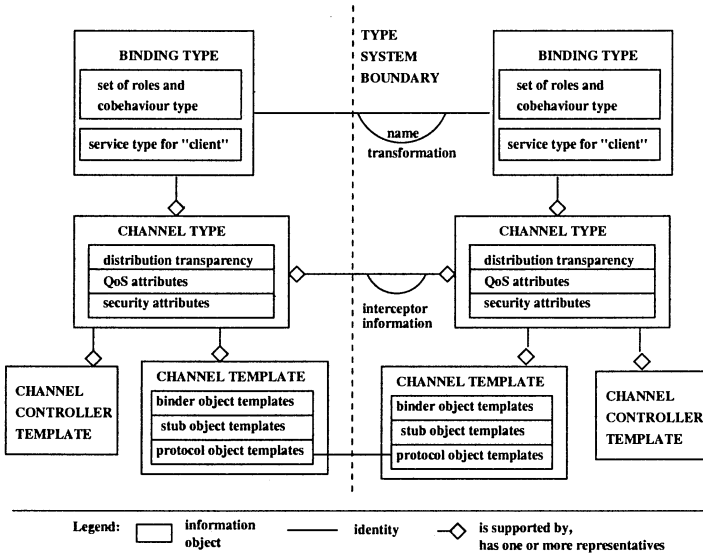 TYPE
SYSTEM
BOUNDARY
BINDING TYPE
set of roles and
cobehaviour type
service type for "client"
BINDING TYPE
set of roles and
cobehaviour type
service type for "client"
name
transformation
CHANNEL TYPE
distribution transparency
QoS attributes
security attributes
CHANNEL TYPE
distribution transparency
QoS attributes
security attributes
interceptor
information
CHANNEL
CONTROLLER
TEMPLATE
CHANNEL TEMPLATE
binder object templates
stub object templates
protocol object templates
CHANNEL TEMPLATE
binder object templates
stub object templates
protocol object templates
CHANNEL
CONTROLLER
TEMPLATE
Legend:
information
object
identity
is supported by,
has one or more representatives